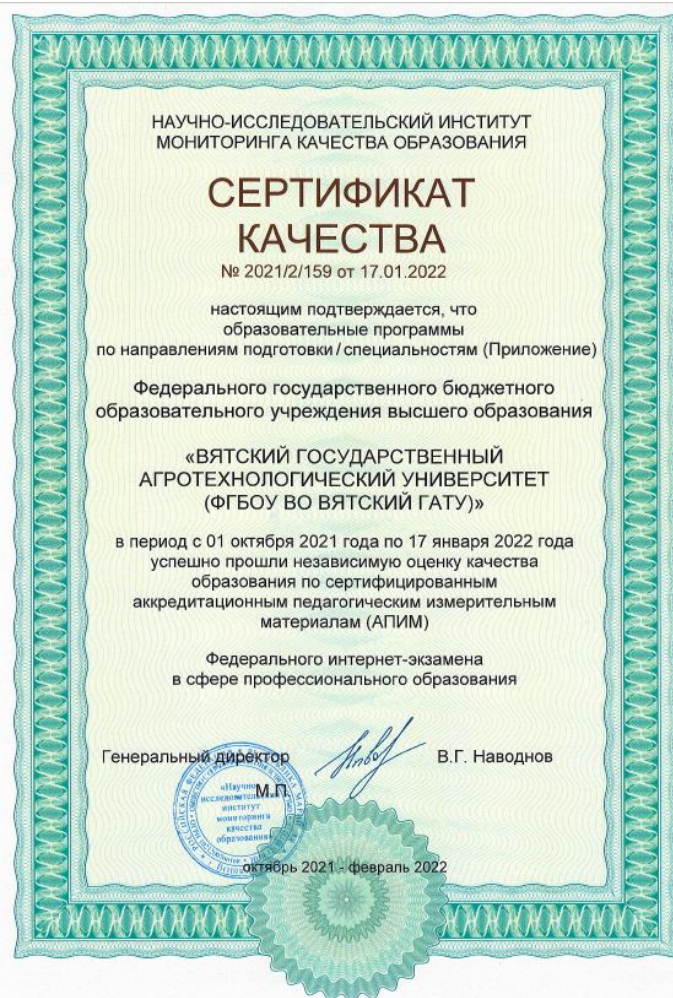 НАУЧНО-ИССЛЕДОВАТЕЛЬСКИЙ ИНСТИТУТ
МОНИТОРИНГА КАЧЕСТВА ОБРАЗОВАНИЯ
СЕРТИФИКАТ
КАЧЕСТВА
№ 2021/2/159 от 17.01.2022
настоящим подтверждается, что
образовательные программы
по направлениям подготовки/специальностям (Приложение)
Федерального государственного бюджетного
образовательного учреждения высшего образования
«ВЯТСКИЙ ГОСУДАРСТВЕННЫЙ
АГРОТЕХНОЛОГИЧЕСКИЙ УНИВЕРСИТЕТ
(ФГБОУ ВО ВЯТСКИЙ ГАТУ)»
в период с 01 октября 2021 года по 17 января 2022 года
успешно прошли независимую оценку качества
образования по сертифицированным
аккредитационным педагогическим измерительным
материалам (АПИМ)
Федерального интернет-экзамена
в сфере профессионального образования
Генеральный директор
В.Г. Наводнов
М.П.
«Научно-
исследовательский
институт
мониторинга
качества
образования»
октябрь 2021 - февраль 2022